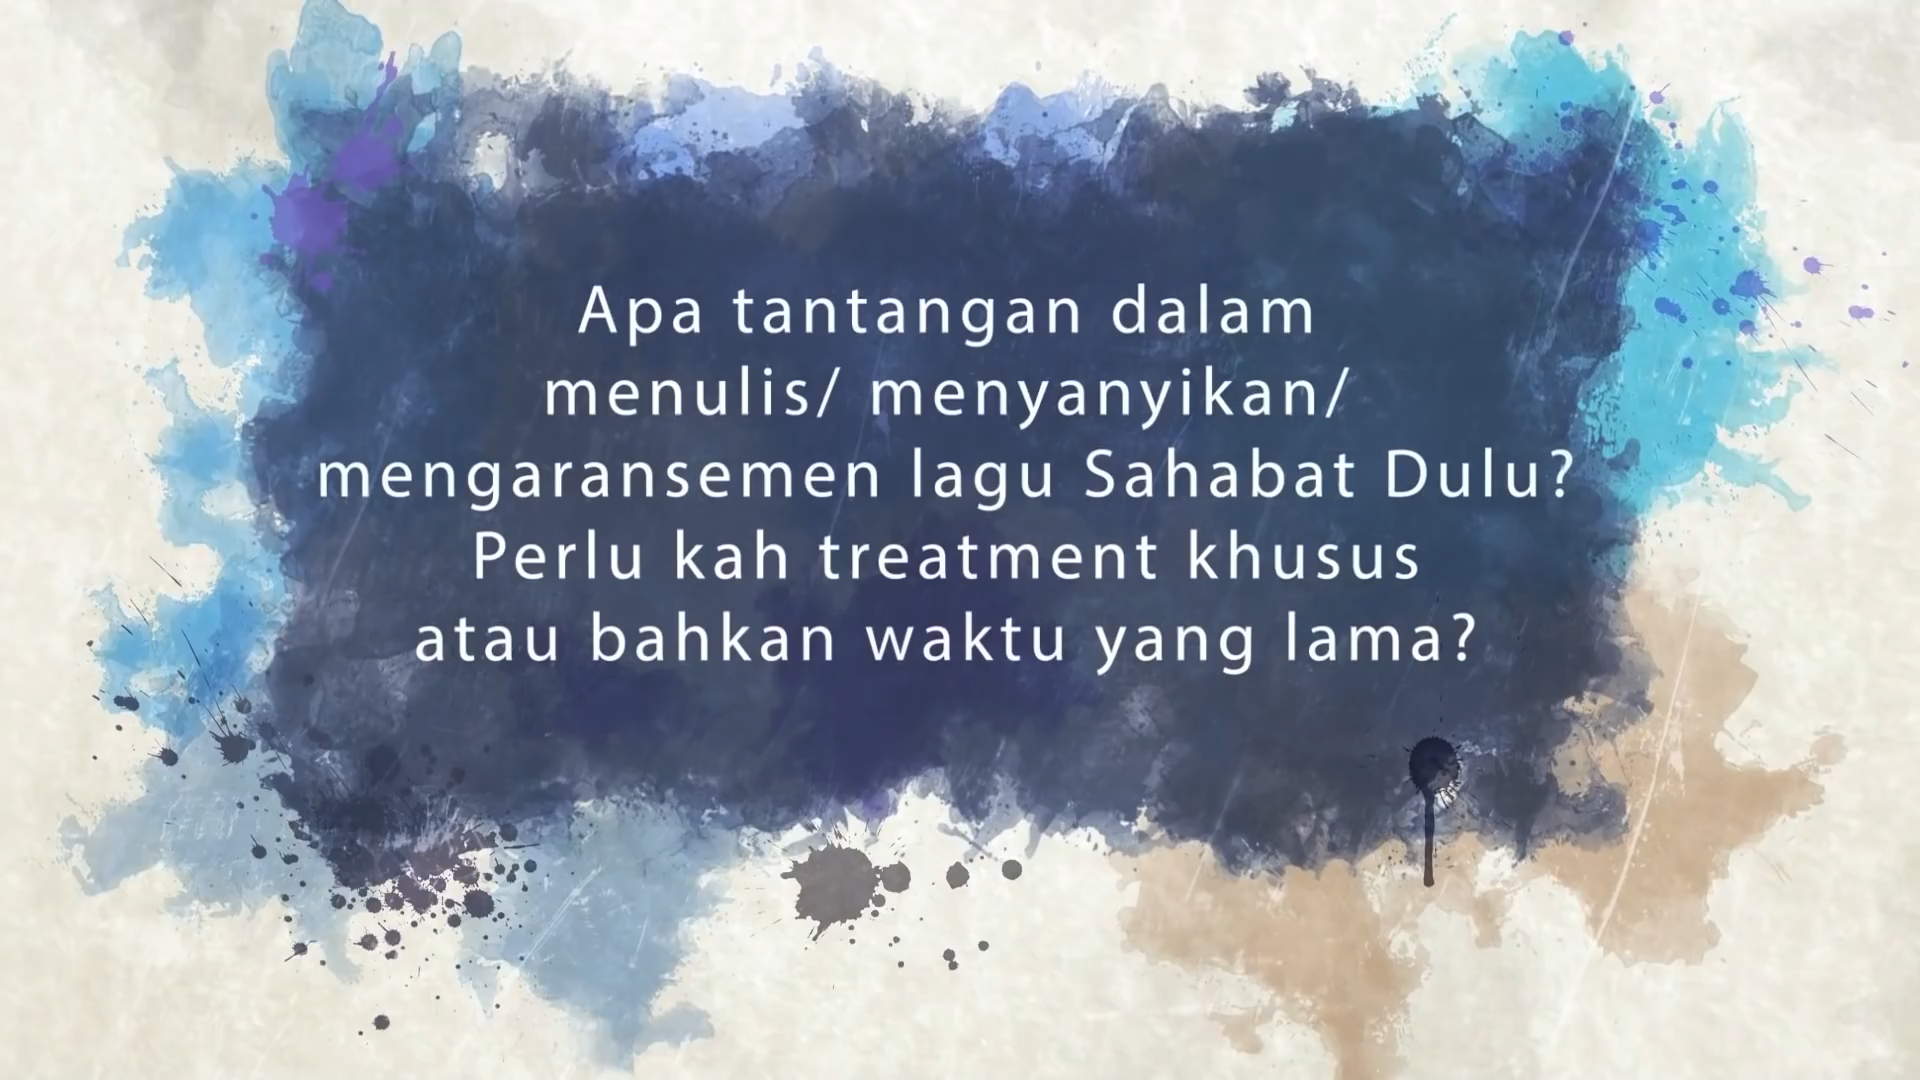 Apa tantangan dalam
menulis/ menyanyikan/
mengaransemen lagu Sahabat Dulu?
Perlu kah treatment khusus
atau bahkan waktu yang lama?